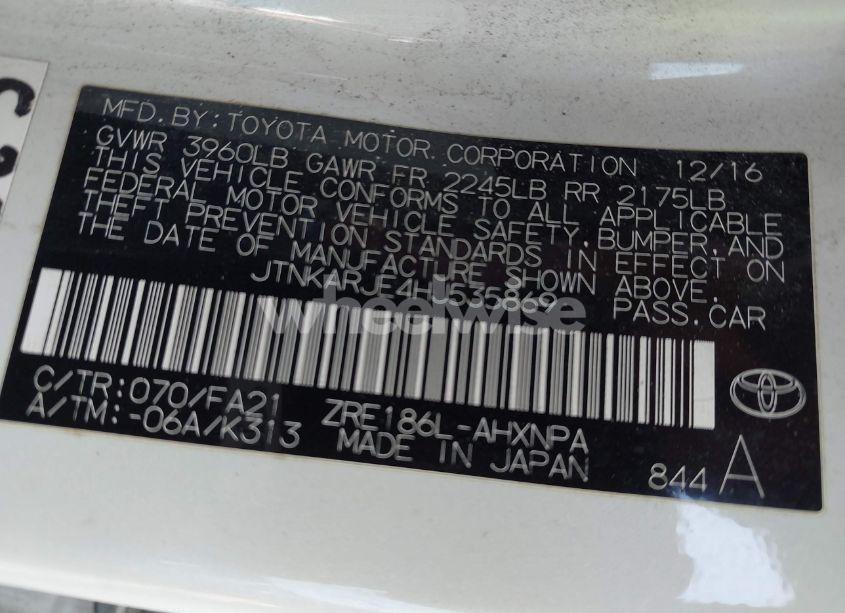 MFD. BY: TOYOTA MOTOR CORPORATION 12/16
GVWR 3960LB GAWR FR 2245LB RR 2175LB
THIS VEHICLE CONFORMS TO ALL APPLICABLE
FEDERAL MOTOR VEHICLE SAFETY, BUMPER, AND
THEFT PREVENTION STANDARDS IN EFFECT ON
THE DATE OF MANUFACTURE SHOWN ABOVE.
JTNKARJE4HJ535869 PASS. CAR
wheelwise
C/TR: 070/FA21 ZRE186L-AHXNPA
A/TM: -06A/K313 MADE IN JAPAN
844 A